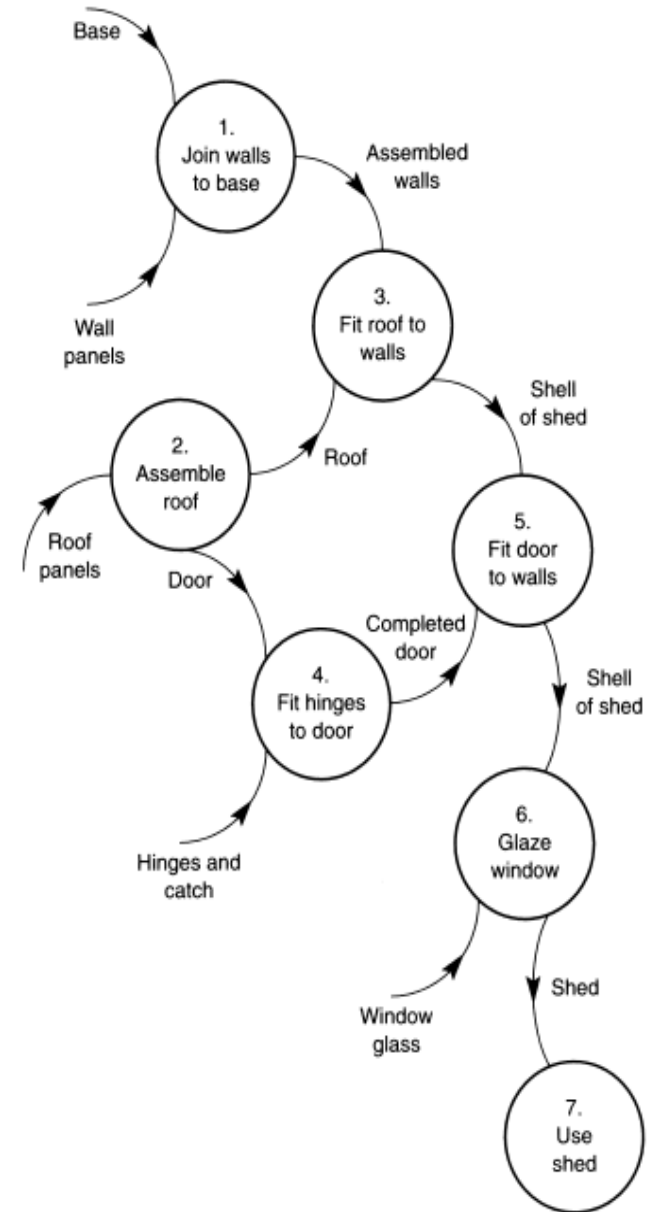 Base
1.
Join walls
to base
Assembled
walls
Wall
panels
3.
Fit roof to
walls
Shell
of shed
2.
Assemble
roof
Roof
Roof
panels
Door
5.
Fit door
to walls
Completed
door
4.
Fit hinges
to door
Shell
of shed
Hinges and
catch
6.
Glaze
window
Window
glass
Shed
7.
Use
shed